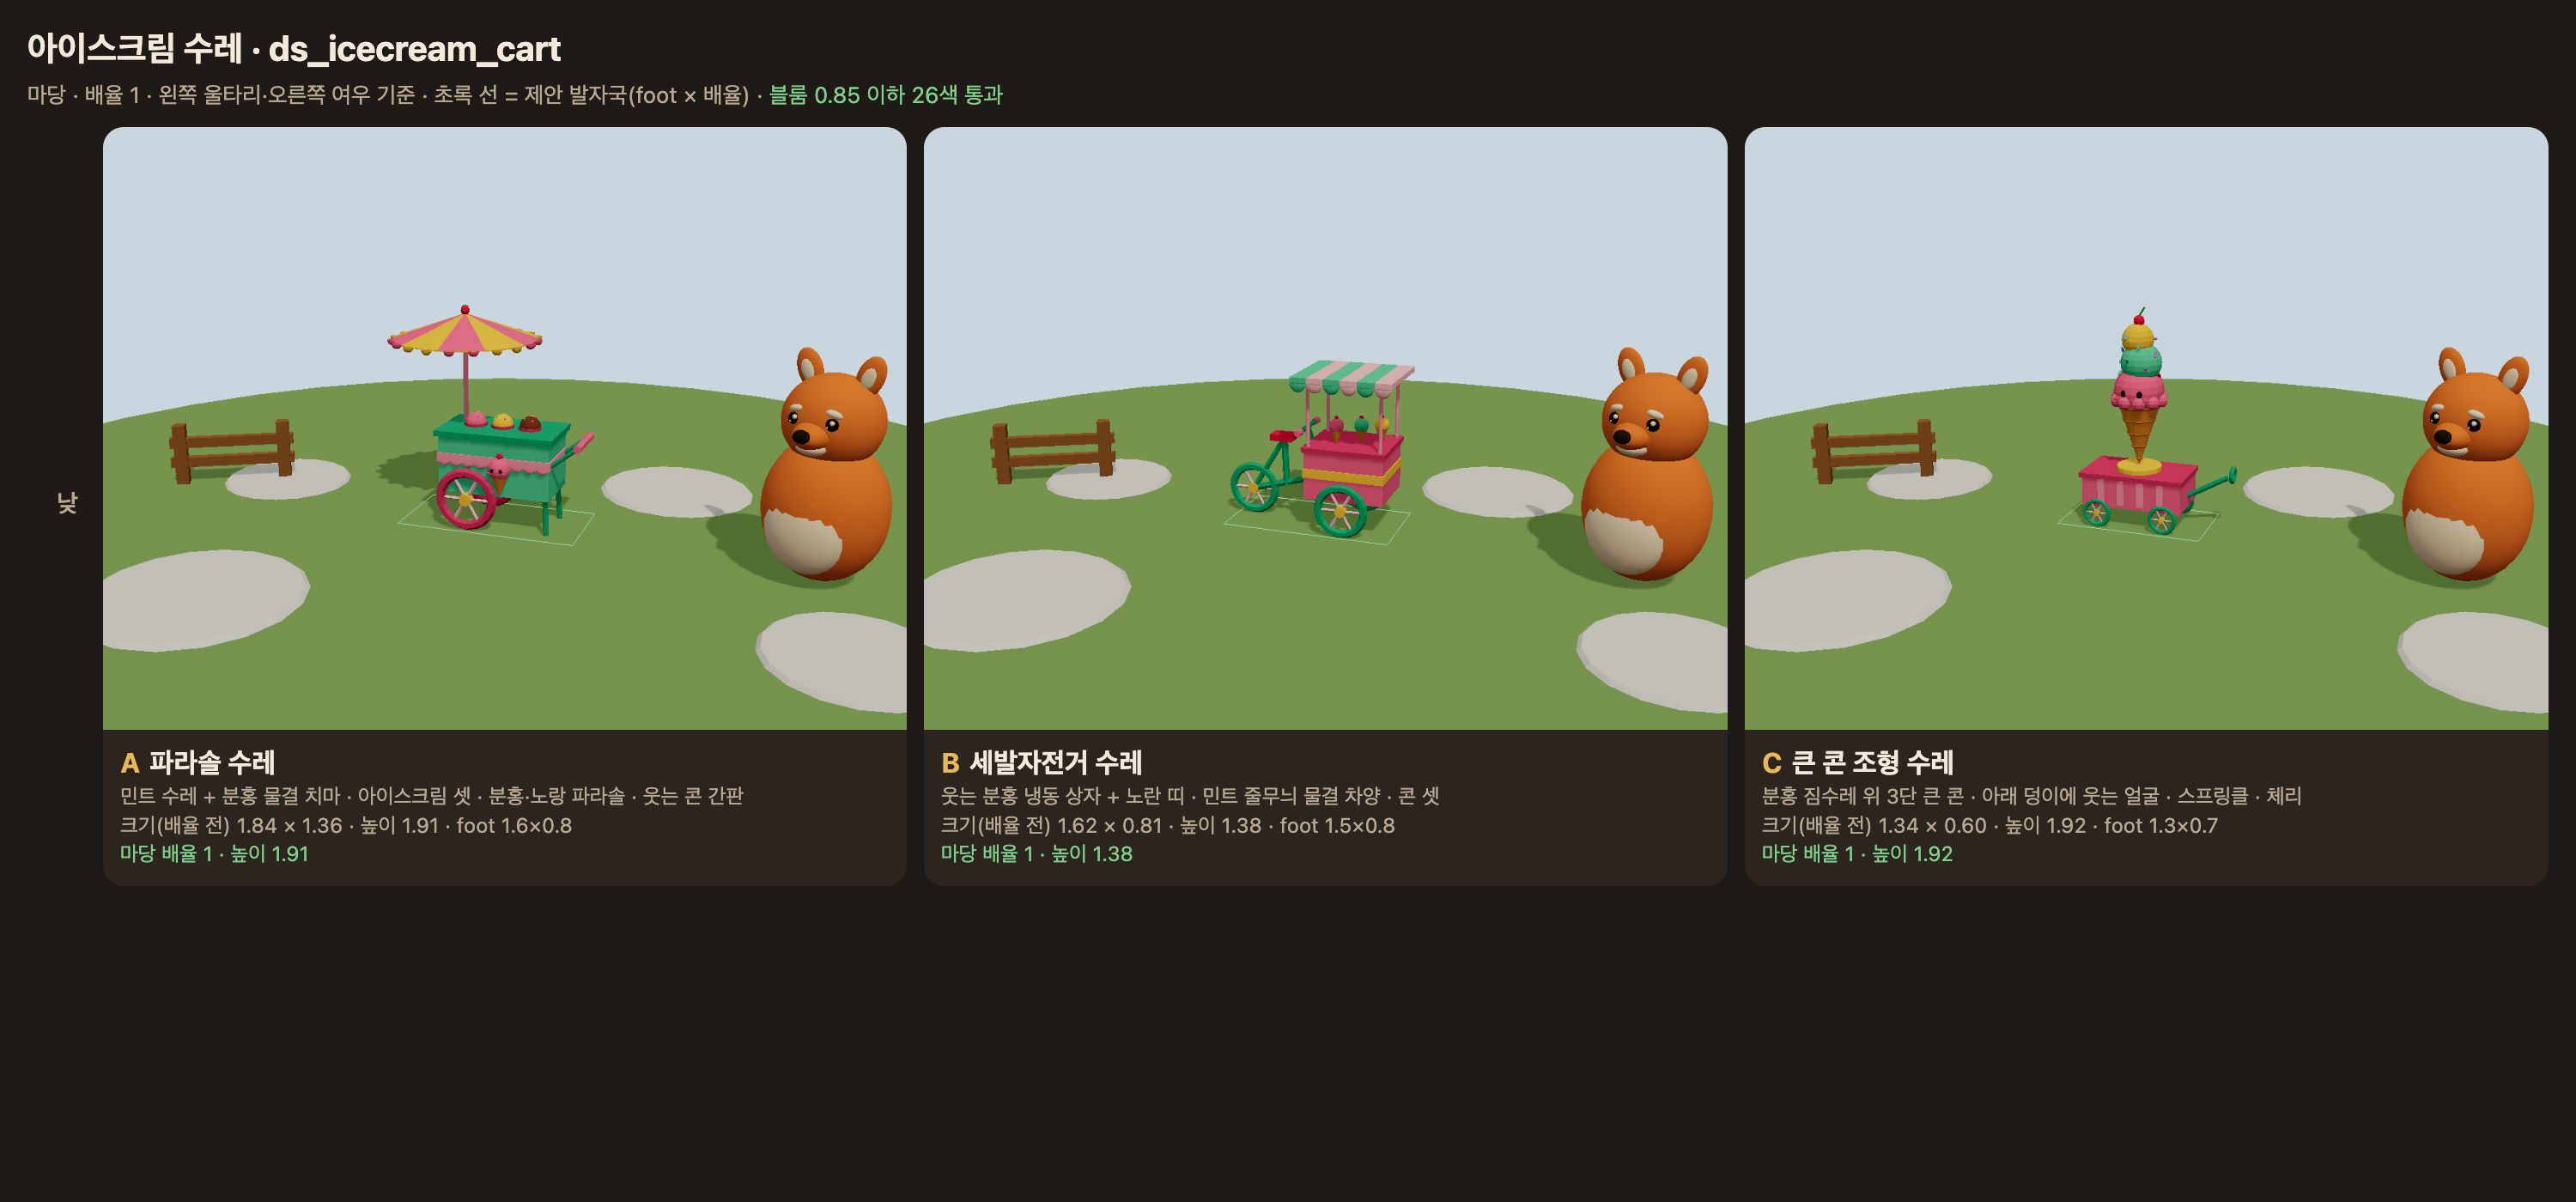 아이스크림 수레 · ds_icecream_cart
마당 · 배율 1 · 왼쪽 울타리·오른쪽 여우 기준 · 초록 선 = 제안 발자국(foot × 배율) · 블룸 0.85 이하 26색 통과
낮
A 파라솔 수레
민트 수레 + 분홍 물결 치마 · 아이스크림 셋 · 분홍·노랑 파라솔 · 웃는 콘 간판
크기(배율 전) 1.84 × 1.36 · 높이 1.91 · foot 1.6×0.8
마당 배율 1 · 높이 1.91
B 세발자전거 수레
웃는 분홍 냉동 상자 + 노란 띠 · 민트 줄무늬 물결 차양 · 콘 셋
크기(배율 전) 1.62 × 0.81 · 높이 1.38 · foot 1.5×0.8
마당 배율 1 · 높이 1.38
C 큰 콘 조형 수레
분홍 짐수레 위 3단 큰 콘 · 아래 덩이에 웃는 얼굴 · 스프링클 · 체리
크기(배율 전) 1.34 × 0.60 · 높이 1.92 · foot 1.3×0.7
마당 배율 1 · 높이 1.92